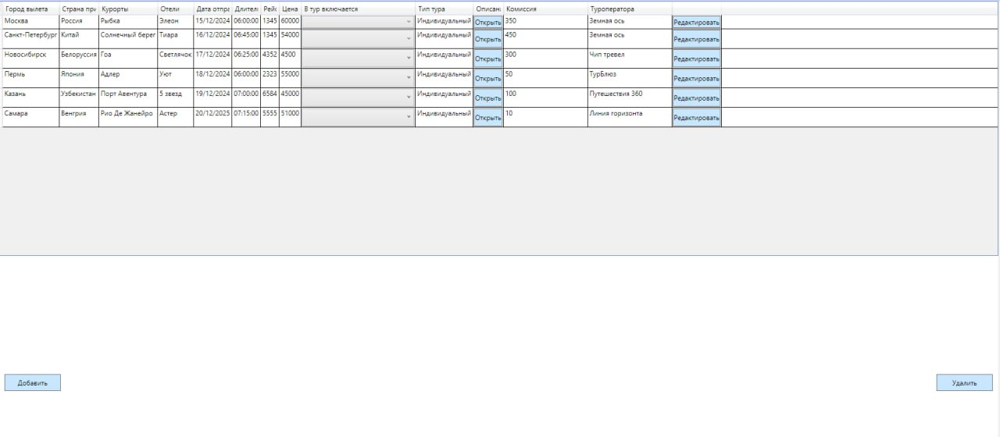 Город вылета Страна при Курорты Отели Дата отпра Длител Рейс Цена В тур включается Тип тура Описан Комиссия Туроператора
Москва Россия Рыбка Элеон 15/12/2024 06:00:00 1345 60000 Индивидуальный Открыть 350 Земная ось Редактировать
Санкт-Петербург Китай Солнечный берег Тиара 16/12/2024 06:45:00 1345 54000 Индивидуальный Открыть 450 Земная ось Редактировать
Новосибирск Белоруссия Гоа Светлячок 17/12/2024 06:25:00 4352 4500 Индивидуальный Открыть 300 Чип тревел Редактировать
Пермь Япония Адлер Уют 18/12/2024 06:00:00 2323 55000 Индивидуальный Открыть 50 ТурБлюз Редактировать
Казань Узбекистан Порт Авентура 5 звезд 19/12/2024 07:00:00 6584 45000 Индивидуальный Открыть 100 Путешествия 360 Редактировать
Самара Венгрия Рио Де Жанейро Астер 20/12/2025 07:15:00 5555 51000 Индивидуальный Открыть 10 Линия горизонта Редактировать
Добавить Удалить